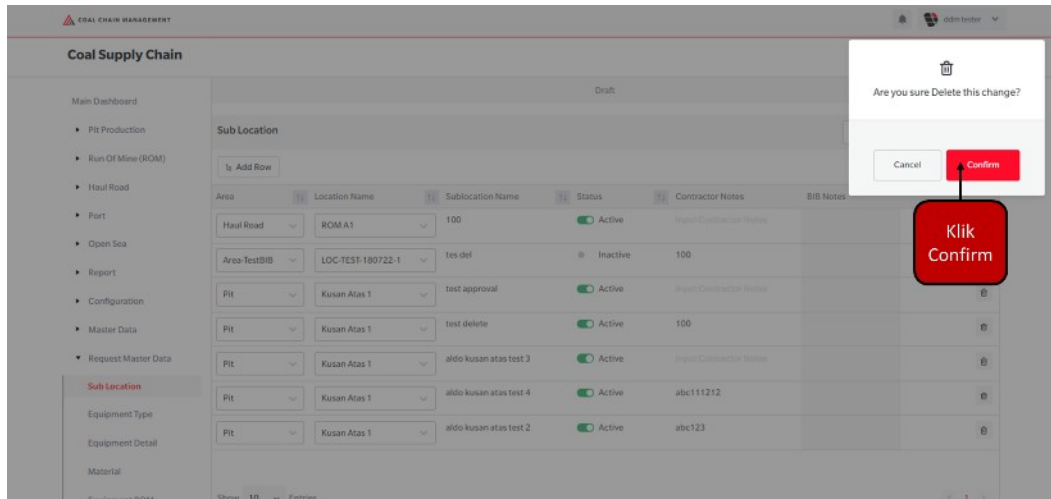 COAL CHAIN MANAGEMENT
ddm tester
Coal Supply Chain
Are you sure Delete this change?
Cancel
Confirm
Klik
Confirm
Main Dashboard
Pit Production
Run Of Mine (ROM)
Haul Road
Port
Open Sea
Report
Configuration
Master Data
Request Master Data
Sub Location
Equipment Type
Equipment Detail
Material
Draft
Sub Location
Add Row
Area Location Name Sublocation Name Status Contractor Notes BIB Notes
Haul Road ROM A1 100 Active Input Contractor Notes
Area-TestBIB LOC-TEST-180722-1 tes del Inactive 100
Pit Kusan Atas 1 test approval Active Input Contractor Notes
Pit Kusan Atas 1 test delete Active 100
Pit Kusan Atas 1 aldo kusan atas test 3 Active Input Contractor Notes
Pit Kusan Atas 1 aldo kusan atas test 4 Active abc111212
Pit Kusan Atas 1 aldo kusan atas test 2 Active abc123
Show 10 Entries